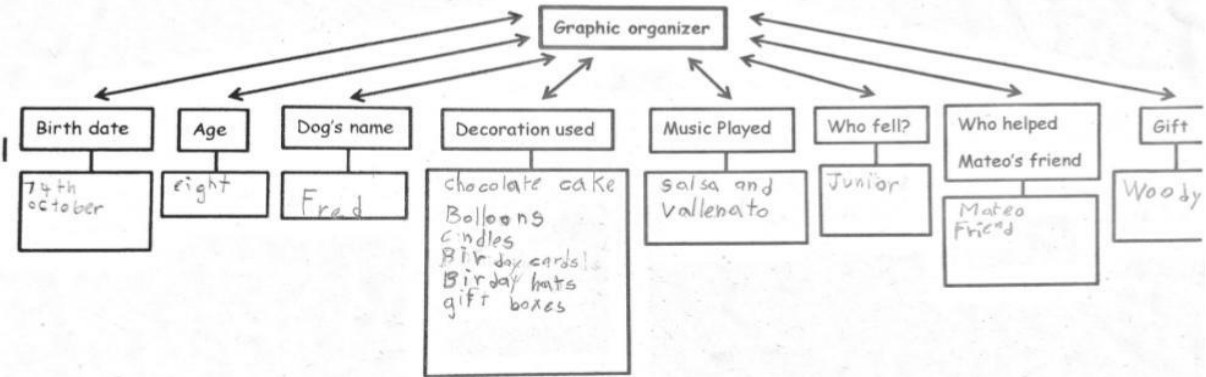 Graphic organizer
Birth date
Age
Dog's name
Decoration used
Music Played
Who fell?
Who helped
Mateo's friend
Gift
14th
october
eight
Fred
chocolate cake
Balloons
cindles
Birday cards
Birday hats
gift boxes
salsa and
vallenato
Junior
Mateo
Friend
Woody